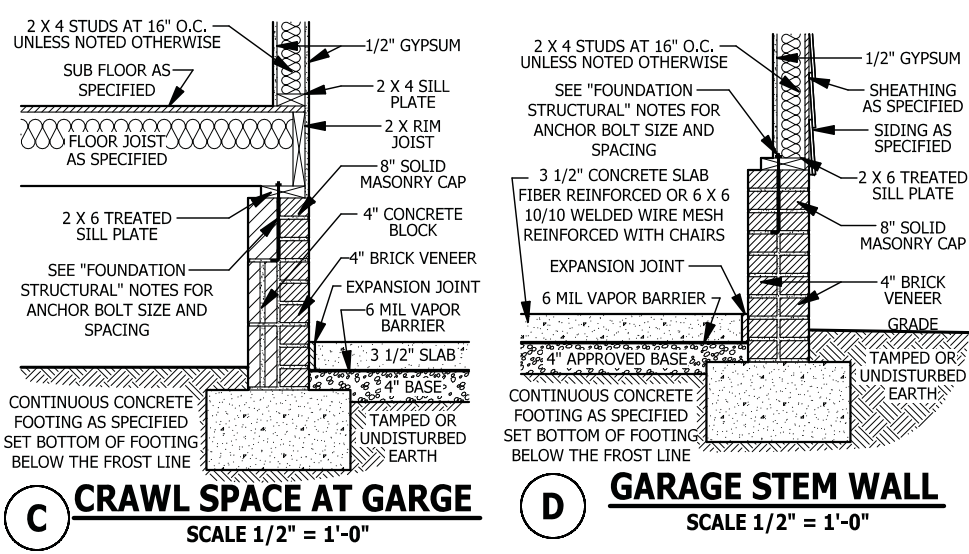 2 X 4 STUDS AT 16" O.C.
UNLESS NOTED OTHERWISE
SUB FLOOR AS
SPECIFIED
FLOOR JOIST
AS SPECIFIED
2 X 6 TREATED
SILL PLATE
SEE "FOUNDATION
STRUCTURAL" NOTES FOR
ANCHOR BOLT SIZE AND
SPACING
CONTINUOUS CONCRETE
FOOTING AS SPECIFIED
SET BOTTOM OF FOOTING
BELOW THE FROST LINE
1/2" GYPSUM
2 X 4 SILL
PLATE
2 X RIM
JOIST
8" SOLID
MASONRY CAP
4" CONCRETE
BLOCK
4" BRICK VENEER
EXPANSION JOINT
6 MIL VAPOR
BARRIER
3 1/2" SLAB
4" BASE
TAMPED OR
UNDISTURBED
EARTH
C
CRAWL SPACE AT GARGE
SCALE 1/2" = 1'-0"
2 X 4 STUDS AT 16" O.C.
UNLESS NOTED OTHERWISE
SEE "FOUNDATION
STRUCTURAL" NOTES FOR
ANCHOR BOLT SIZE AND
SPACING
3 1/2" CONCRETE SLAB
FIBER REINFORCED OR 6 X 6
10/10 WELDED WIRE MESH
REINFORCED WITH CHAIRS
EXPANSION JOINT
6 MIL VAPOR BARRIER
4" APPROVED BASE
CONTINUOUS CONCRETE
FOOTING AS SPECIFIED
SET BOTTOM OF FOOTING
BELOW THE FROST LINE
1/2" GYPSUM
SHEATHING
AS SPECIFIED
SIDING AS
SPECIFIED
2 X 6 TREATED
SILL PLATE
8" SOLID
MASONRY CAP
4" BRICK
VENEER
GRADE
TAMPED OR
UNDISTURBED
EARTH
D
GARAGE STEM WALL
SCALE 1/2" = 1'-0"